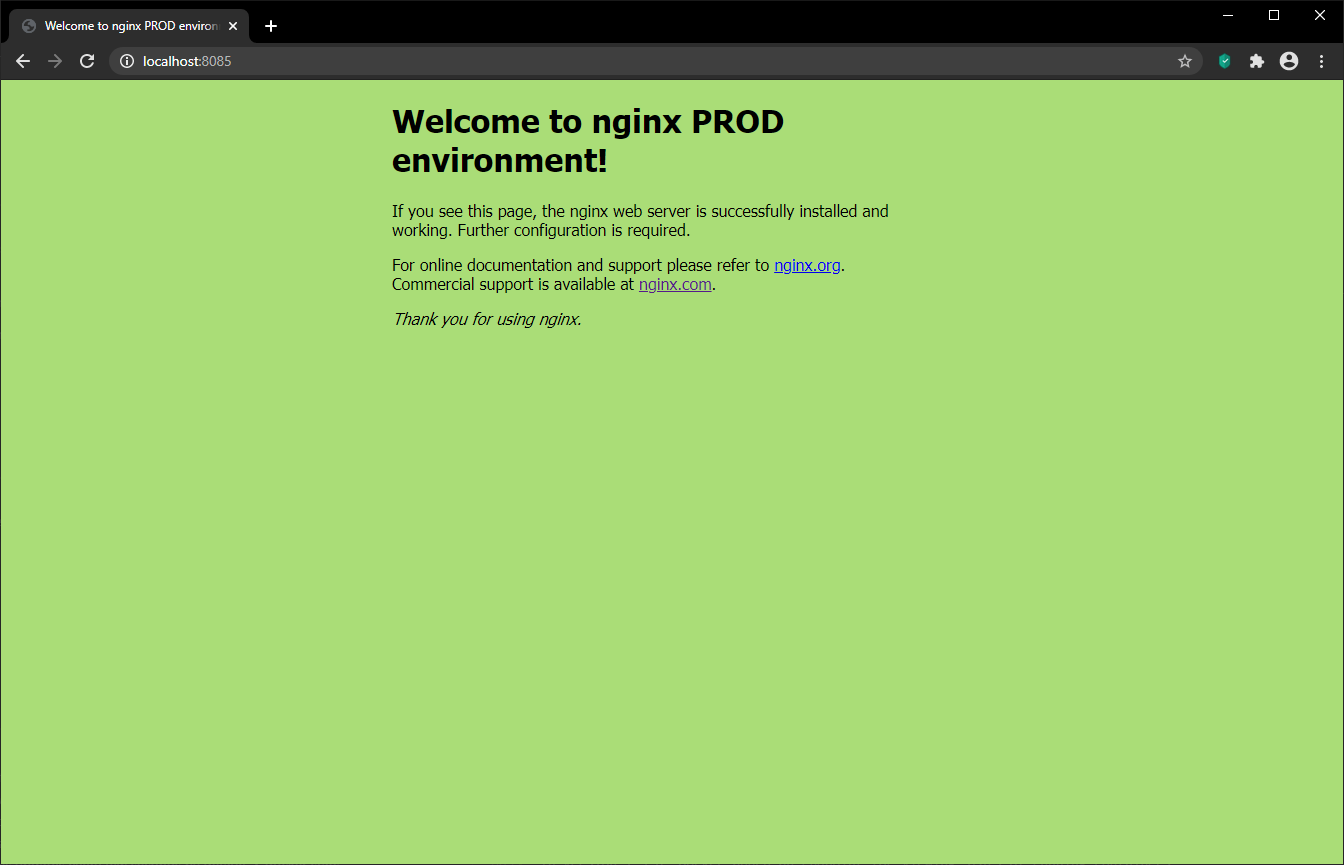 Welcome to nginx PROD environ
localhost:8085
Welcome to nginx PROD
environment!
If you see this page, the nginx web server is successfully installed and
working. Further configuration is required.
For online documentation and support please refer to nginx.org.
Commercial support is available at nginx.com.
Thank you for using nginx.